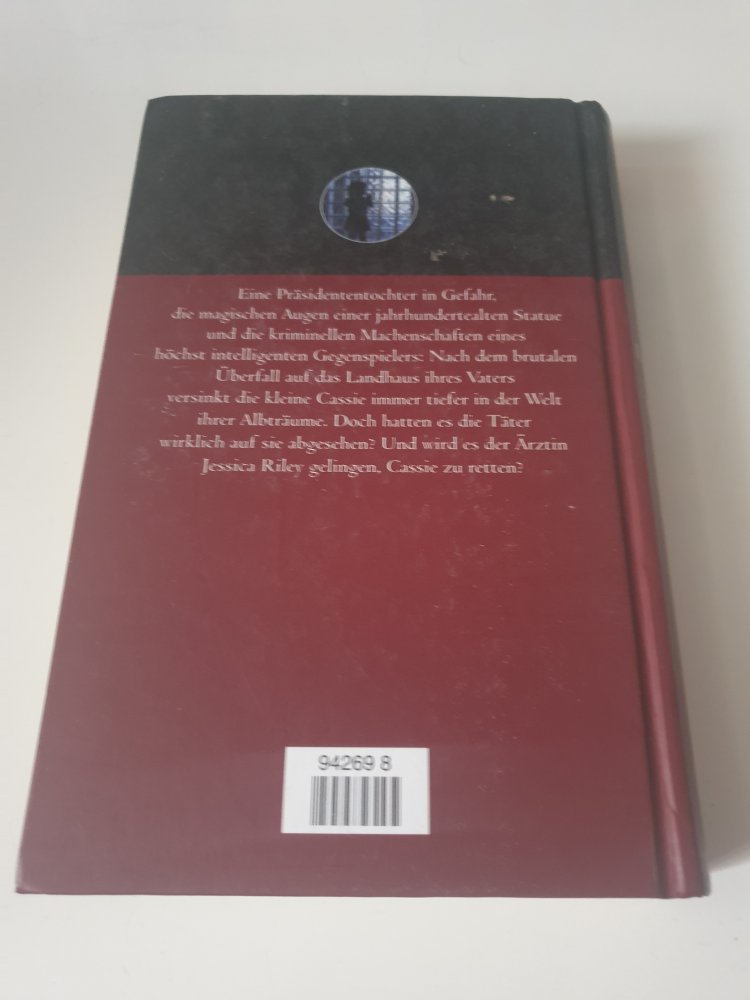 Eine Präsidententochter in Gefahr,
die magischen Augen einer jahrhundertealten Statue
und die kriminellen Machenschaften eines
höchst intelligenten Gegenspielers: Nach dem brutalen
Überfall auf das Landhaus ihres Vaters
versinkt die kleine Cassie immer tiefer in der Welt
ihrer Albträume. Doch hatten es die Täter
wirklich auf sie abgesehen? Und wird es der Ärztin
Jessica Riley gelingen, Cassie zu retten?
94269 8